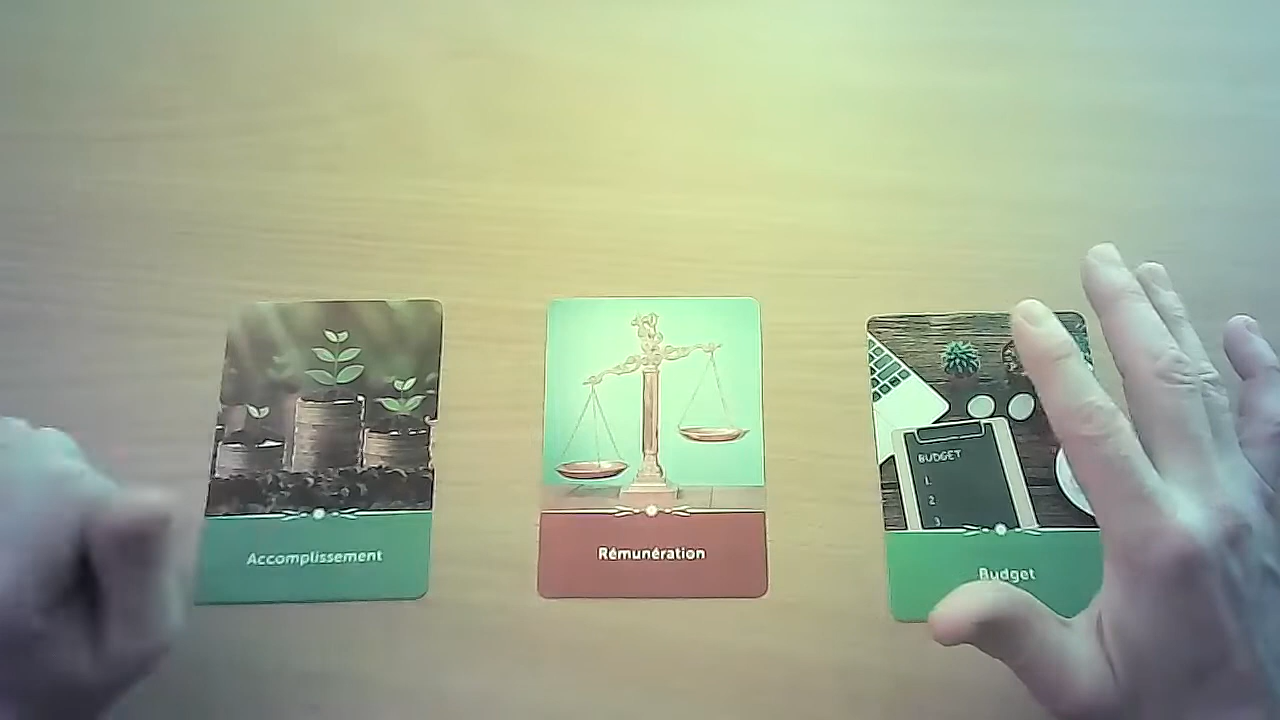 Accomplissement
Rémunération
BUDGET
1
2
3
Budget